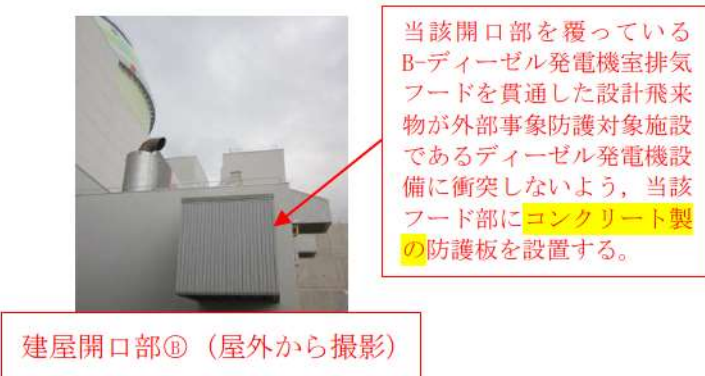 当該開口部を覆っている
B-ディーゼル発電機室排気
フードを貫通した設計飛来
物が外部事象防護対象施設
であるディーゼル発電機設
備に衝突しないよう，当該
フード部にコンクリート製
の防護板を設置する。
建屋開口部Ⓑ（屋外から撮影）